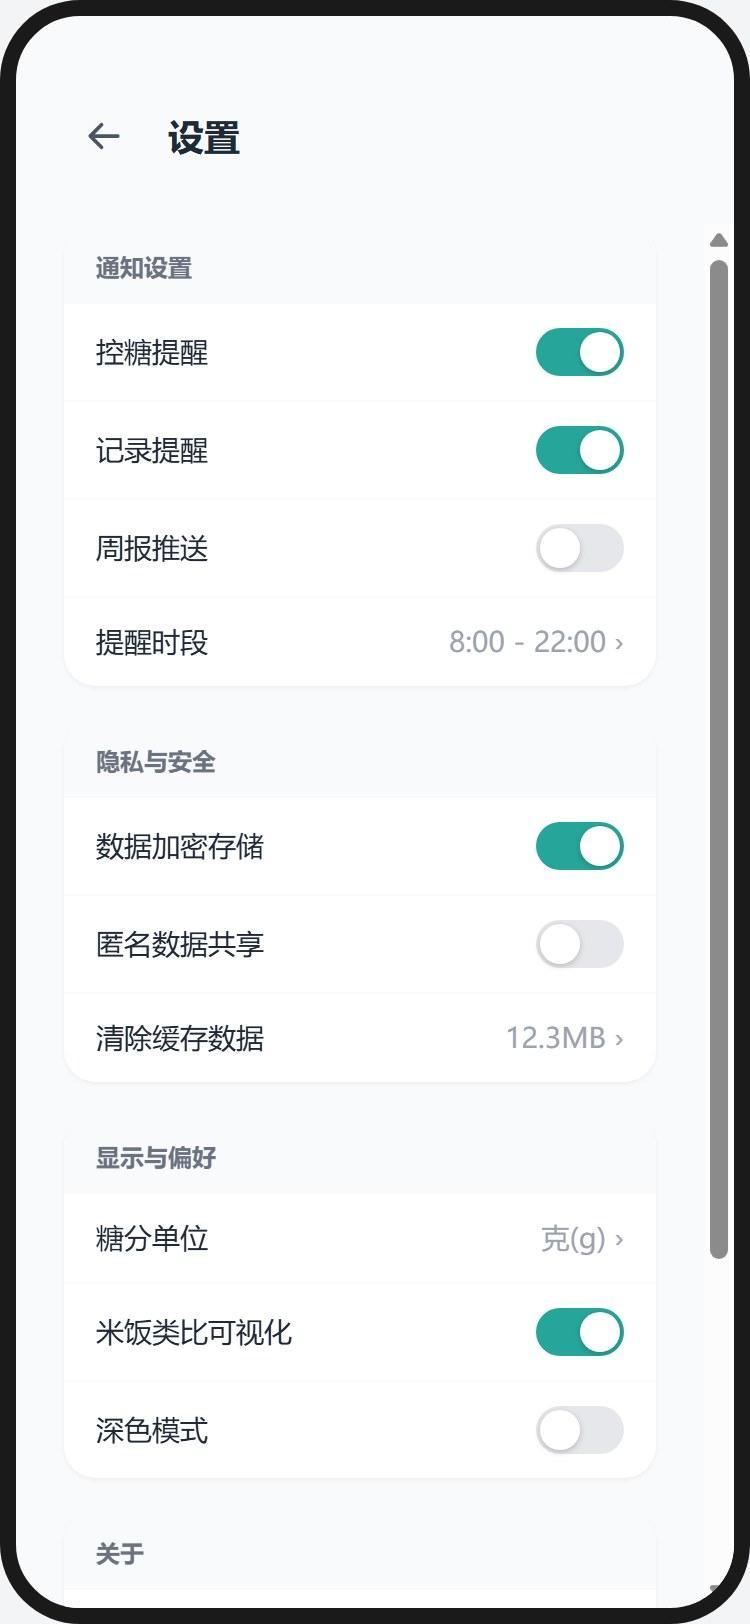 设置
通知设置
控糖提醒
记录提醒
周报推送
提醒时段 8:00 - 22:00 ›
隐私与安全
数据加密存储
匿名数据共享
清除缓存数据 12.3MB ›
显示与偏好
糖分单位 克(g) ›
米饭类比可视化
深色模式
关于